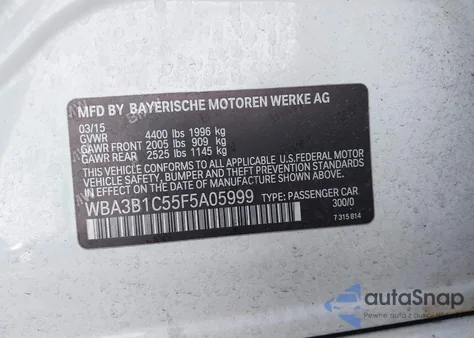 MFD BY BAYERISCHE MOTOREN WERKE AG
03/15
GVWR 4400 lbs 1996 kg
GAWR FRONT 2005 lbs 909 kg
GAWR REAR 2525 lbs 1145 kg
THIS VEHICLE CONFORMS TO ALL APPLICABLE U.S. FEDERAL MOTOR
VEHICLE SAFETY, BUMPER, AND THEFT PREVENTION STANDARDS IN
EFFECT ON THE DATE OF MANUFACTURE SHOWN ABOVE.
WBA3B1C55F5A05999 TYPE: PASSENGER CAR
300/0
7 315 814
autoSnap
Pewne auta z aukcji